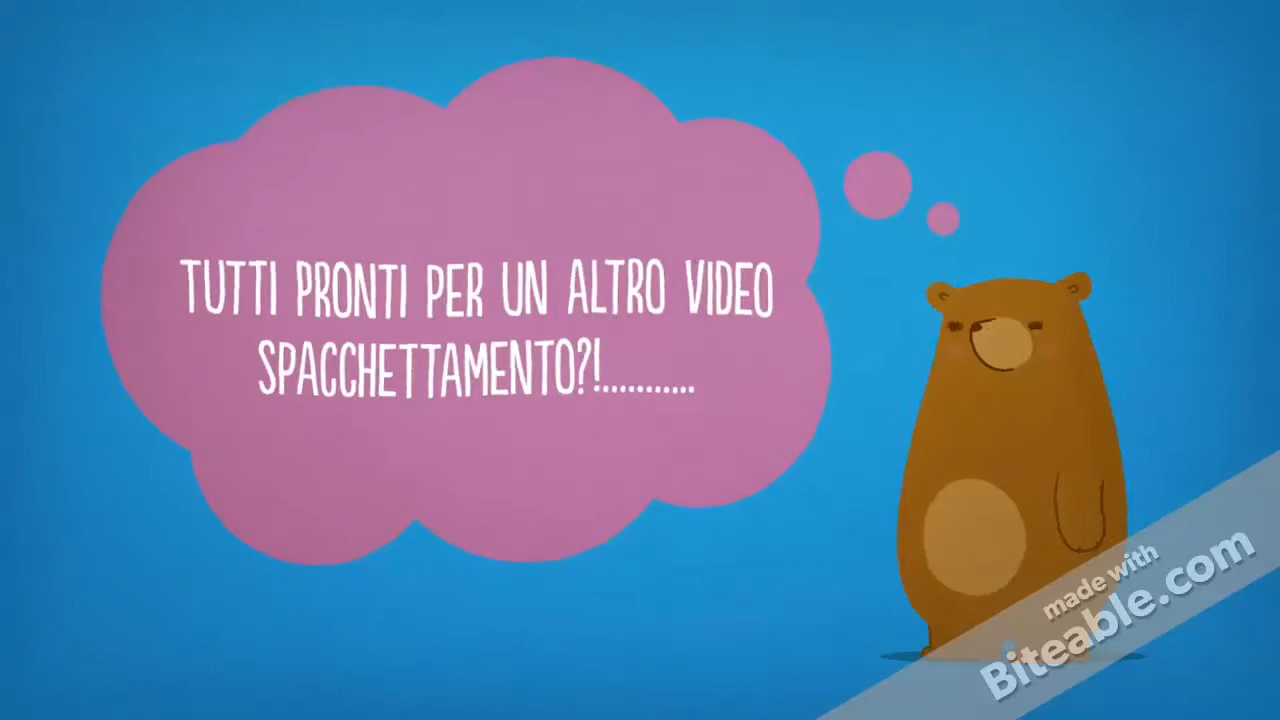 TUTTI PRONTI PER UN ALTRO VIDEO
SPACCHETTAMENTO?!...........
made with
Biteable.com